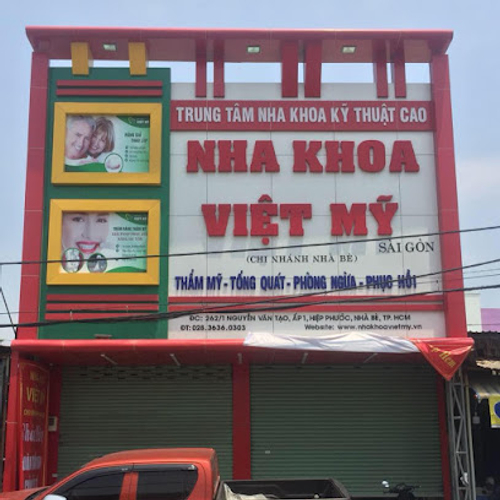 TRUNG TÂM NHA KHOA KỸ THUẬT CAO
NHA KHOA
VIỆT MỸ
SÀI GÒN
(CHI NHÁNH NHÀ BÈ)
THẨM MỸ - TỔNG QUÁT - PHÒNG NGỪA - PHỤC HỒI
ĐC: 262/1 NGUYỄN VĂN TẠO, ẤP 1, HIỆP PHƯỚC, NHÀ BÈ, TP. HCM
ĐT: 028.3636.0303 Website: www.nhakhoavietmy.vn
VIỆT